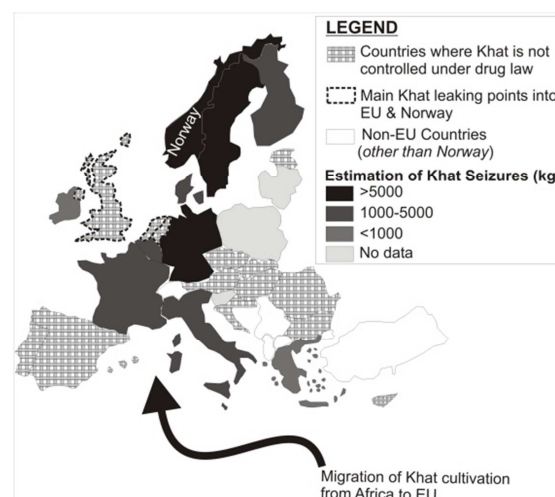 LEGEND
Countries where Khat is not
controlled under drug law
Main Khat leaking points into
EU & Norway
Non-EU Countries
(other than Norway)
Estimation of Khat Seizures (kg
>5000
1000-5000
<1000
No data
Norway
Migration of Khat cultivation
from Africa to EU